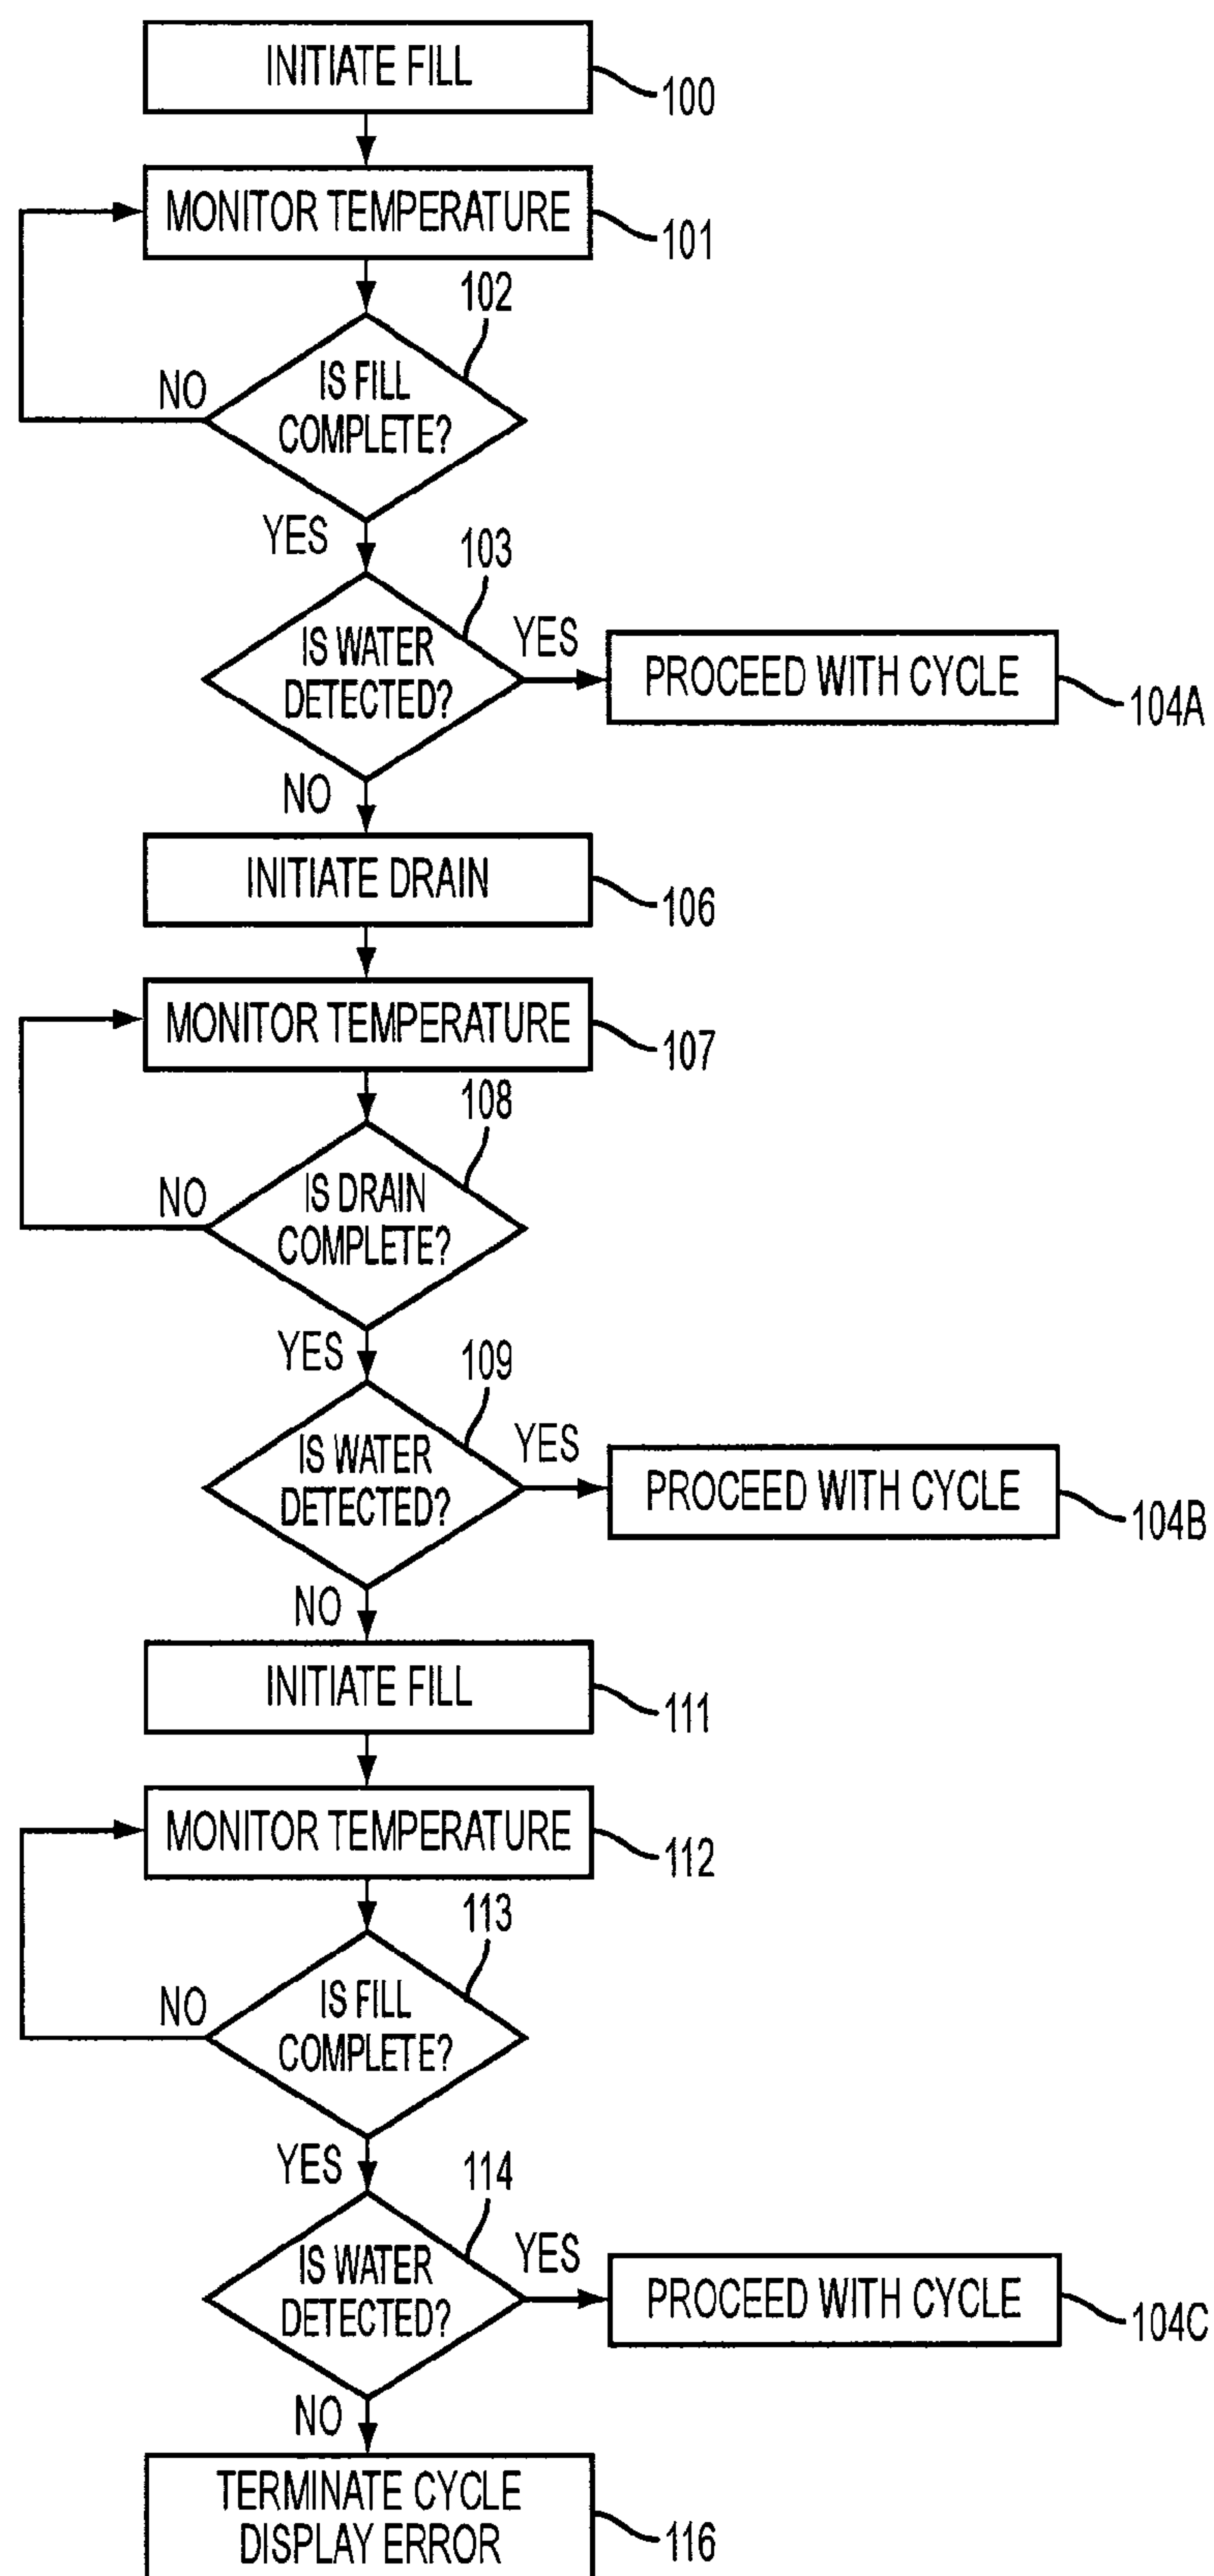 INITIATE FILL
100
MONITOR TEMPERATURE
101
102
IS FILL
COMPLETE?
NO
YES
103
IS WATER
DETECTED?
YES
PROCEED WITH CYCLE
104A
NO
INITIATE DRAIN
106
MONITOR TEMPERATURE
107
108
IS DRAIN
COMPLETE?
NO
YES
109
IS WATER
DETECTED?
YES
PROCEED WITH CYCLE
104B
NO
INITIATE FILL
111
MONITOR TEMPERATURE
112
113
IS FILL
COMPLETE?
NO
YES
114
IS WATER
DETECTED?
YES
PROCEED WITH CYCLE
104C
NO
TERMINATE CYCLE
DISPLAY ERROR
116